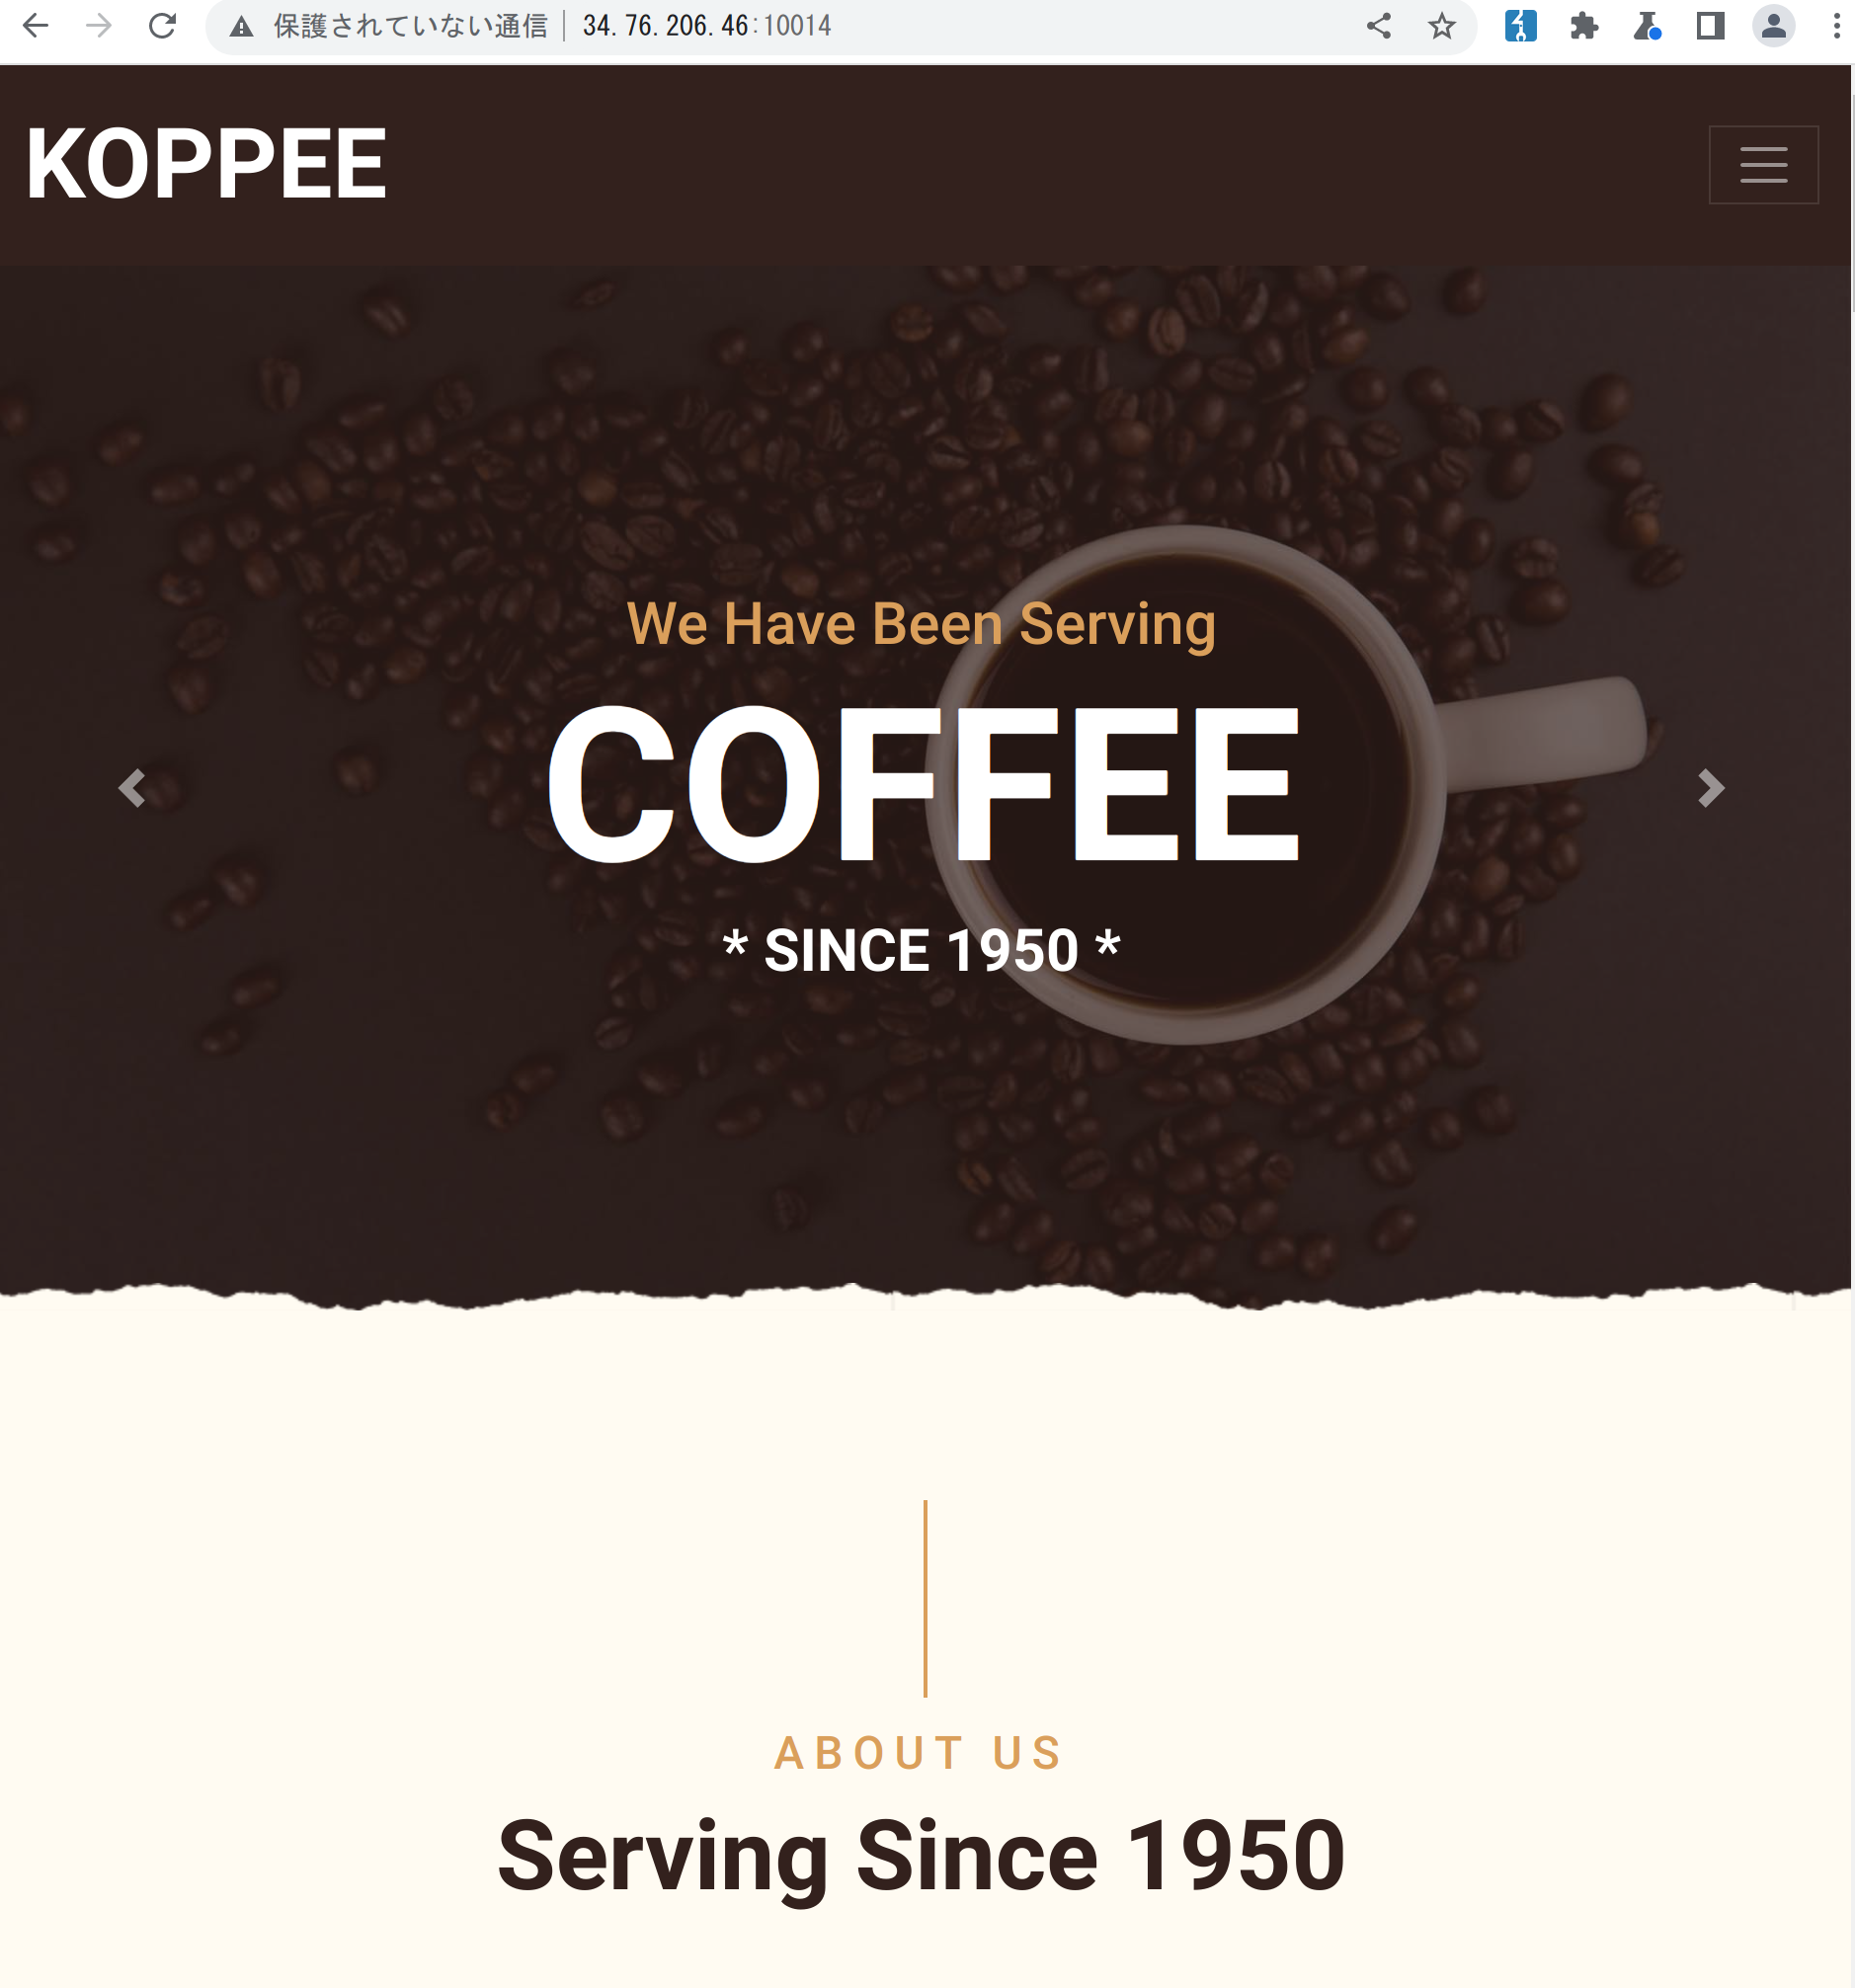 保護されていない通信 34.76.206.46:10014
KOPPEE
We Have Been Serving
COFFEE
* SINCE 1950 *
ABOUT US
Serving Since 1950